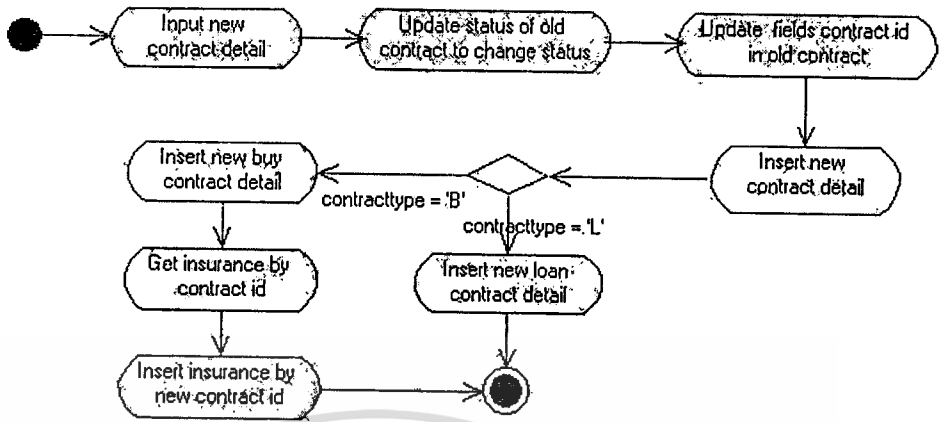 Input new
contract detail
Update status of old
contract to change status
Update fields contract id
in old contract
Insert new
contract detail
contracttype = 'B'
contracttype = 'L'
Insert new buy
contract detail
Get insurance by
contract id
Insert insurance by
new contract id
Insert new loan
contract detail